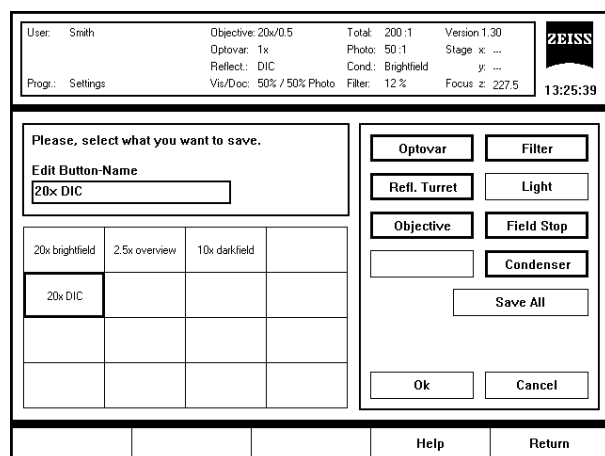 User: Smith Objective: 20x/0.5 Total: 200 :1 Version 1.30
Optovar: 1x Photo: 50 :1 Stage x: ...
Reflect.: DIC Cond.: Brightfield y: ...
Progr.: Settings Vis/Doc: 50% / 50% Photo Filter: 12 % Focus z: 227.5
ZEISS
13:25:39
Please, select what you want to save.
Edit Button-Name
20x DIC
20x brightfield 2.5x overview 10x darkfield
20x DIC
Optovar Filter
Refl. Turret Light
Objective Field Stop
Condenser
Save All
Ok Cancel
Help Return